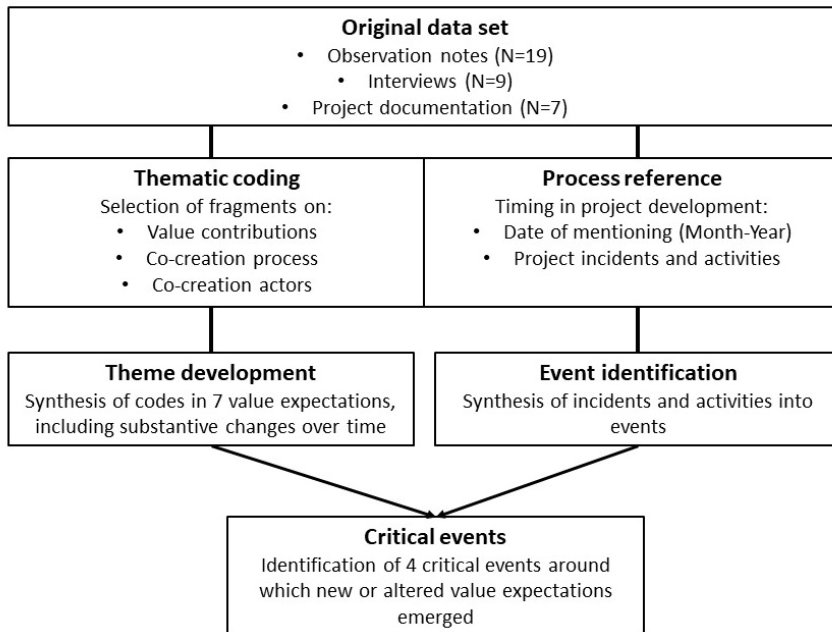 Original data set
• Observation notes (N=19)
• Interviews (N=9)
• Project documentation (N=7)
Thematic coding
Selection of fragments on:
• Value contributions
• Co-creation process
• Co-creation actors
Process reference
Timing in project development:
• Date of mentioning (Month-Year)
• Project incidents and activities
Theme development
Synthesis of codes in 7 value expectations,
including substantive changes over time
Event identification
Synthesis of incidents and activities into
events
Critical events
Identification of 4 critical events around
which new or altered value expectations
emerged